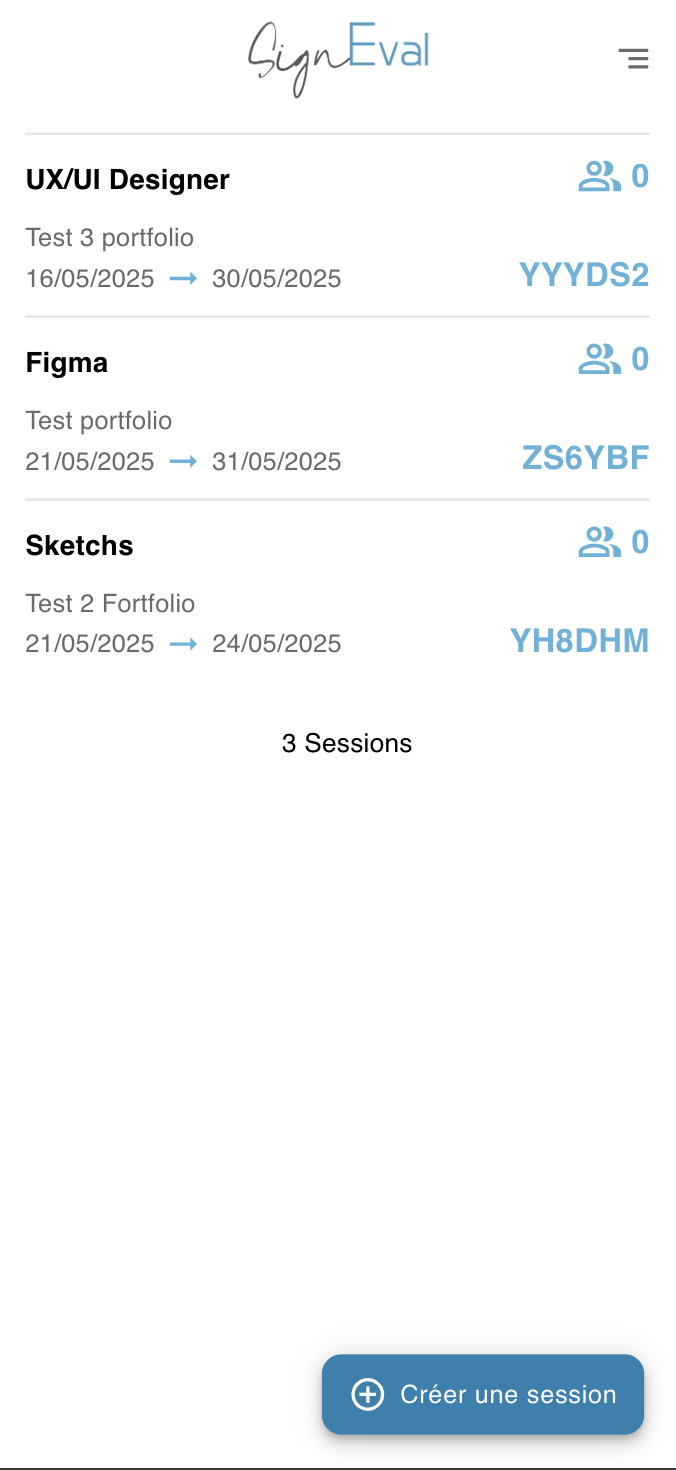 SignEval
UX/UI Designer 0
Test 3 portfolio
16/05/2025 → 30/05/2025 YYYDS2
Figma 0
Test portfolio
21/05/2025 → 31/05/2025 ZS6YBF
Sketchs 0
Test 2 Fortfolio
21/05/2025 → 24/05/2025 YH8DHM
3 Sessions
Créer une session